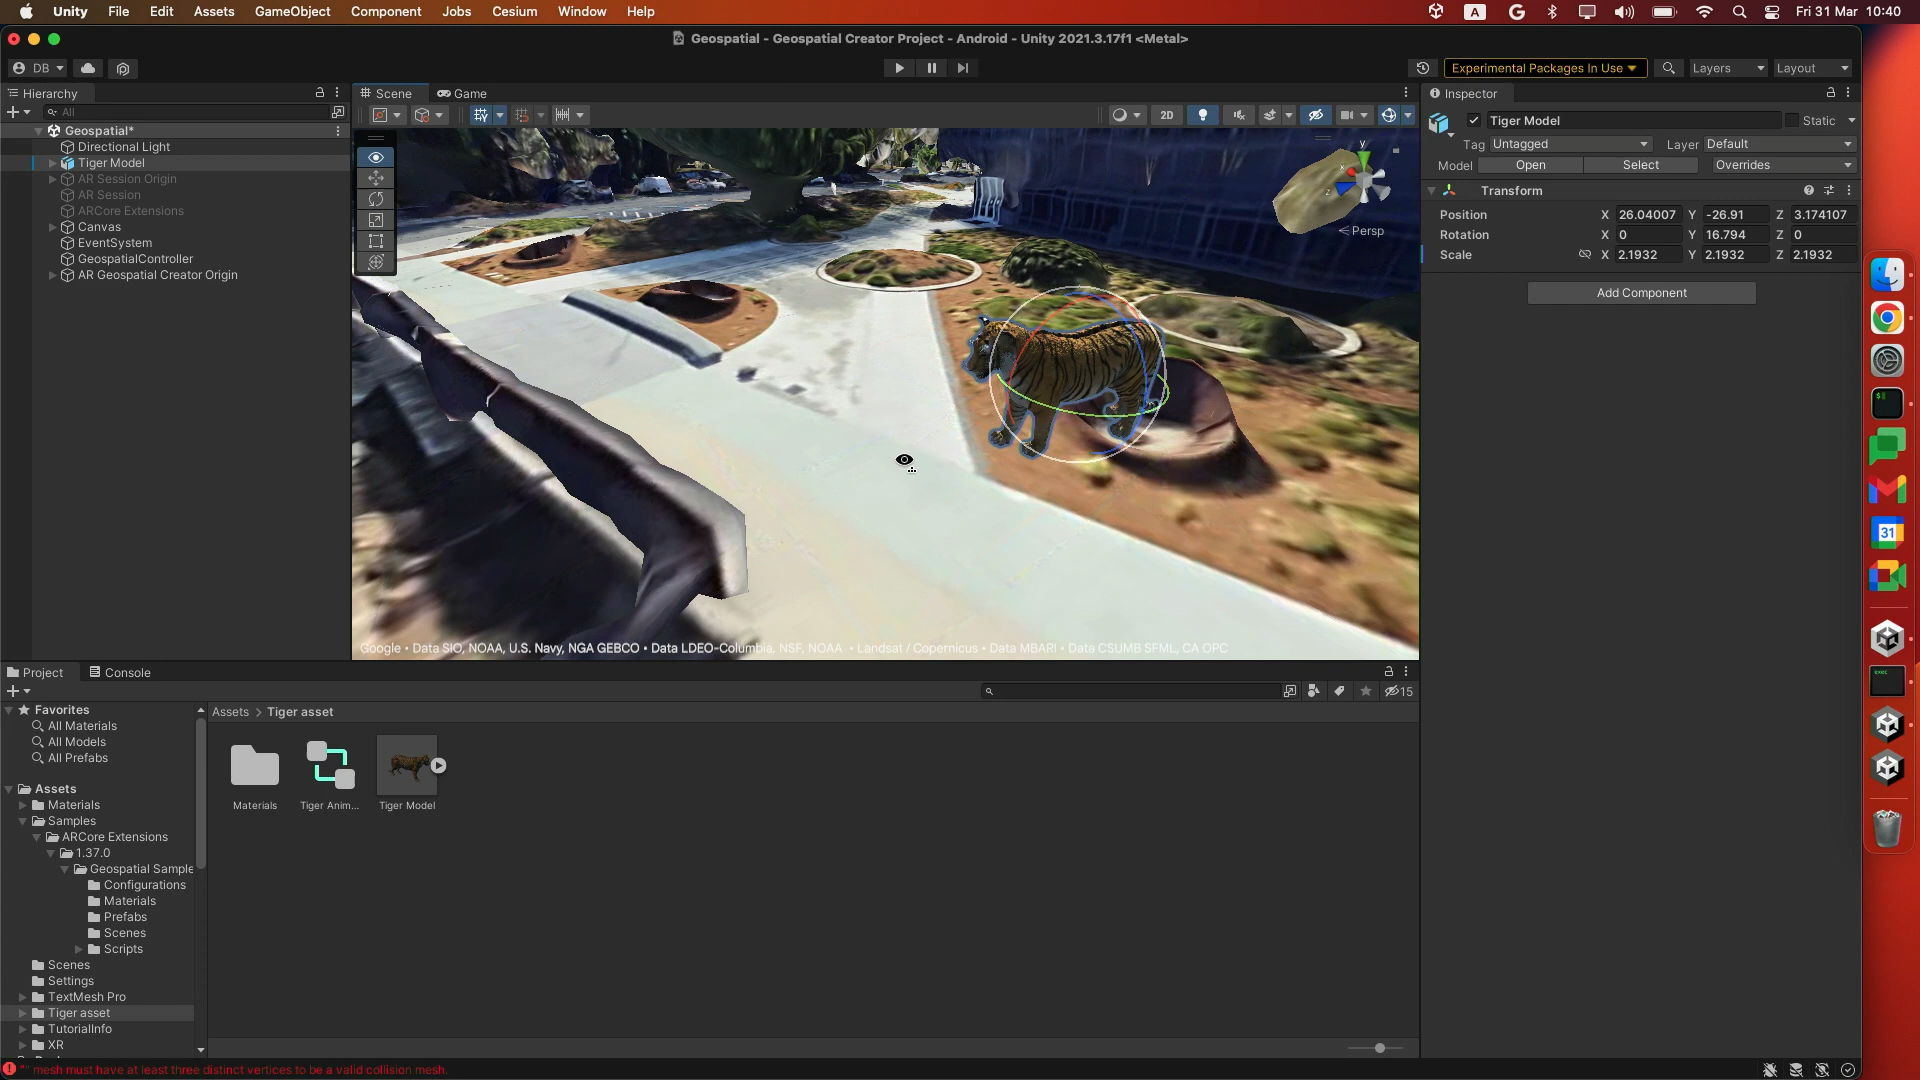 Unity File Edit Assets GameObject Component Jobs Cesium Window Help A G Fri 31 Mar 10:40
Geospatial - Geospatial Creator Project - Android - Unity 2021.3.17f1 <Metal>
DB Experimental Packages In Use Layers Layout
Hierarchy
All
Geospatial*
Directional Light
Tiger Model
AR Session Origin
AR Session
ARCore Extensions
Canvas
EventSystem
GeospatialController
AR Geospatial Creator Origin
Scene Game
2D
y
x
z
Persp
Google • Data SIO, NOAA, U.S. Navy, NGA GEBCO • Data LDEO-Columbia, NSF, NOAA • Landsat / Copernicus • Data MBARI • Data CSUMB SFML, CA OPC
Inspector
Tiger Model Static
Tag Untagged Layer Default
Model Open Select Overrides
Transform
Position X 26.04007 Y -26.91 Z 3.174107
Rotation X 0 Y 16.794 Z 0
Scale X 2.1932 Y 2.1932 Z 2.1932
Add Component
31
Project Console
15
Favorites
All Materials
All Models
All Prefabs
Assets
Materials
Samples
ARCore Extensions
1.37.0
Geospatial Sample
Configurations
Materials
Prefabs
Scenes
Scripts
Scenes
Settings
TextMesh Pro
Tiger asset
TutorialInfo
XR
Assets > Tiger asset
Materials Tiger Anim... Tiger Model
"" mesh must have at least three distinct vertices to be a valid collision mesh.